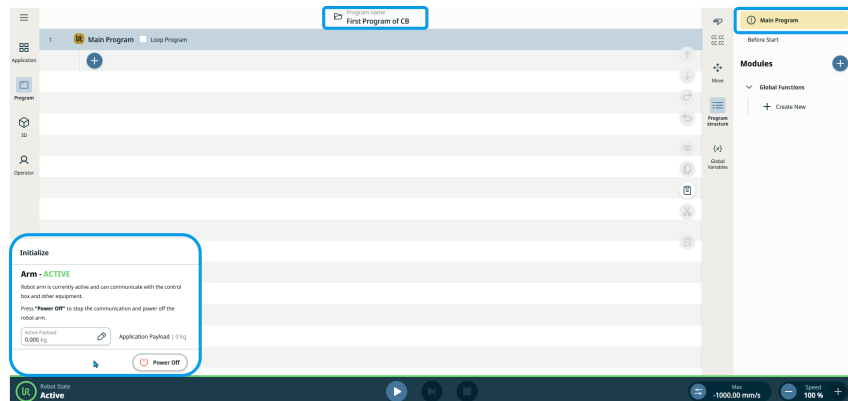 Program name
First Program of CB
1 Main Program Loop Program
Application
Program
3D
Operator
Initialize
Arm - ACTIVE
Robot arm is currently active and can communicate with the control
box and other equipment.
Press "Power Off" to stop the communication and power off the
robot arm.
Active Payload
0.000 kg
Application Payload | 0 kg
Power Off
Robot State
Active
CC CC
CC CC
Move
Program
structure
{x}
Global
Variables
Main Program
Before Start
Modules
Global Functions
Create New
Max
-1000.00 mm/s
Speed
100 %